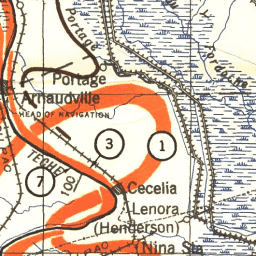 Portage
Portage
Arnaudville
HEAD OF NAVIGATION
3
1
TECHE
7
100
Cecelia
Lenora
(Henderson)
Nina Sta